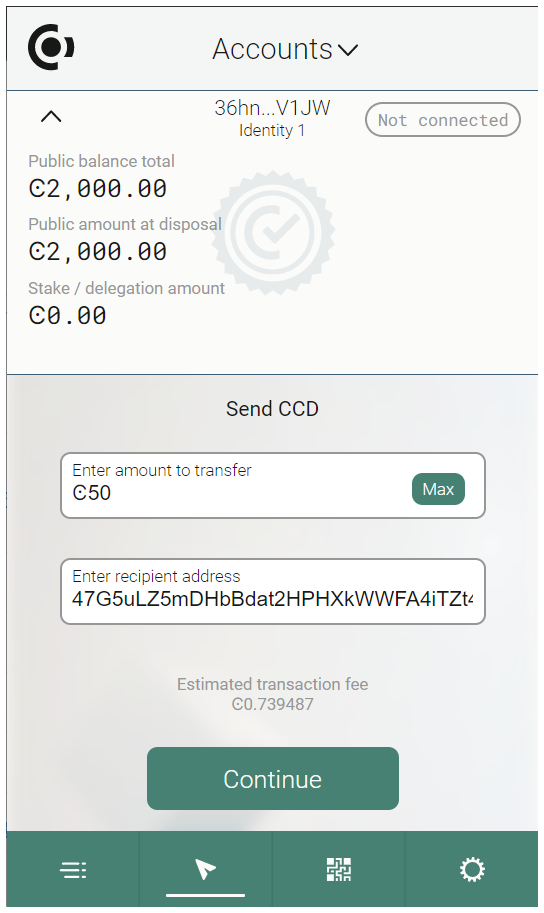 Accounts
36hn...V1JW
Identity 1
Not connected
Public balance total
Ͼ2,000.00
Public amount at disposal
Ͼ2,000.00
Stake / delegation amount
Ͼ0.00
Send CCD
Enter amount to transfer
Ͼ50
Max
Enter recipient address
47G5uLZ5mDHbBdat2HPHXkWWFA4iTZt4
Estimated transaction fee
Ͼ0.739487
Continue